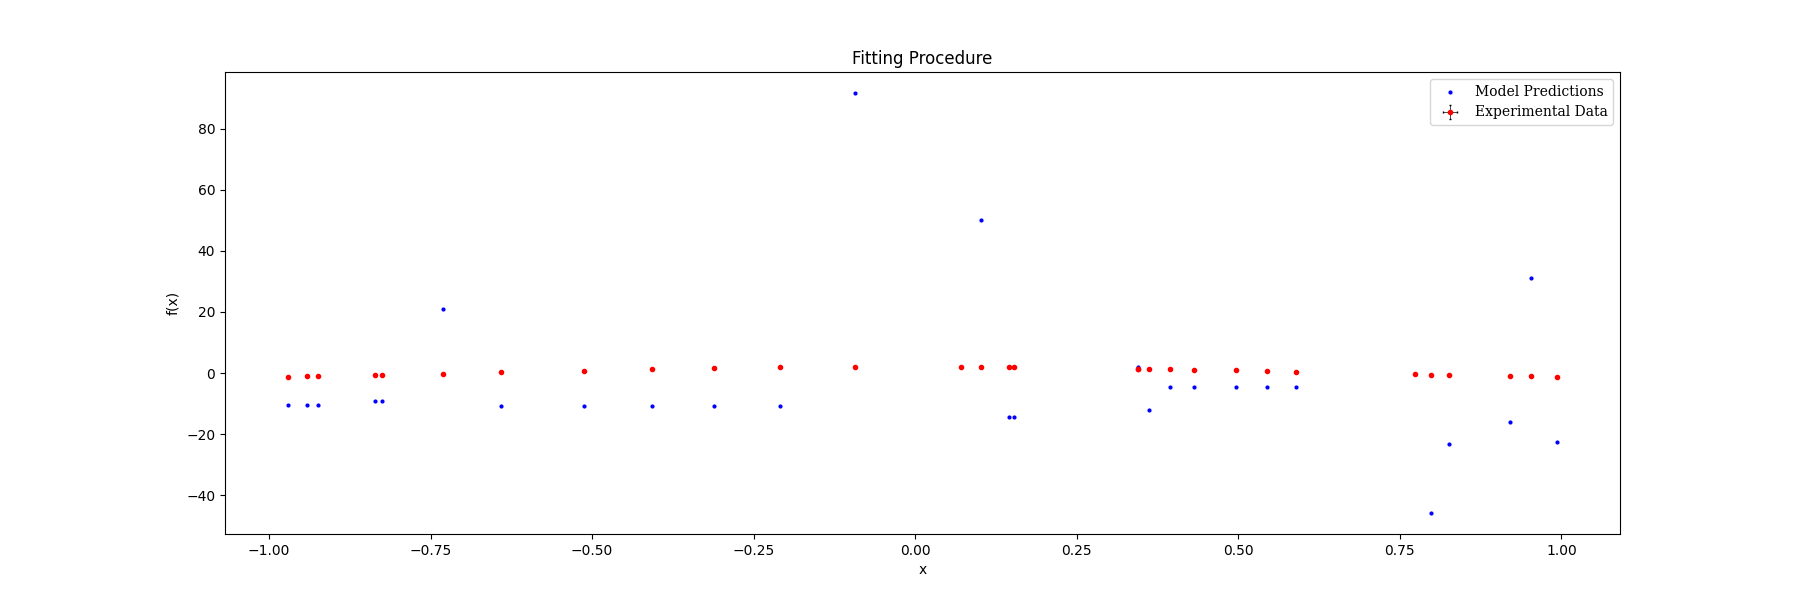 Fitting Procedure
Model Predictions
Experimental Data
f(x)
80
60
40
20
0
−20
−40
−1.00 −0.75 −0.50 −0.25 0.00 0.25 0.50 0.75 1.00
x